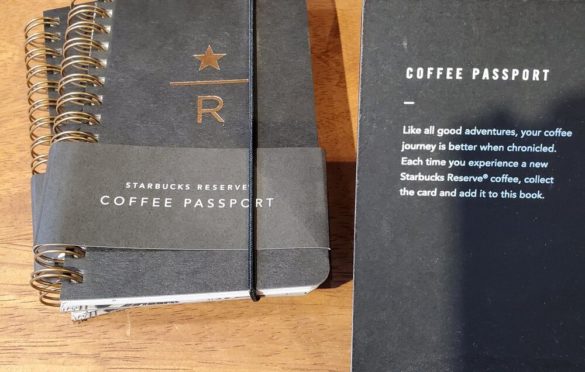 R
STARBUCKS RESERVE®
COFFEE PASSPORT
COFFEE PASSPORT
Like all good adventures, your coffee
journey is better when chronicled.
Each time you experience a new
Starbucks Reserve® coffee, collect
the card and add it to this book.